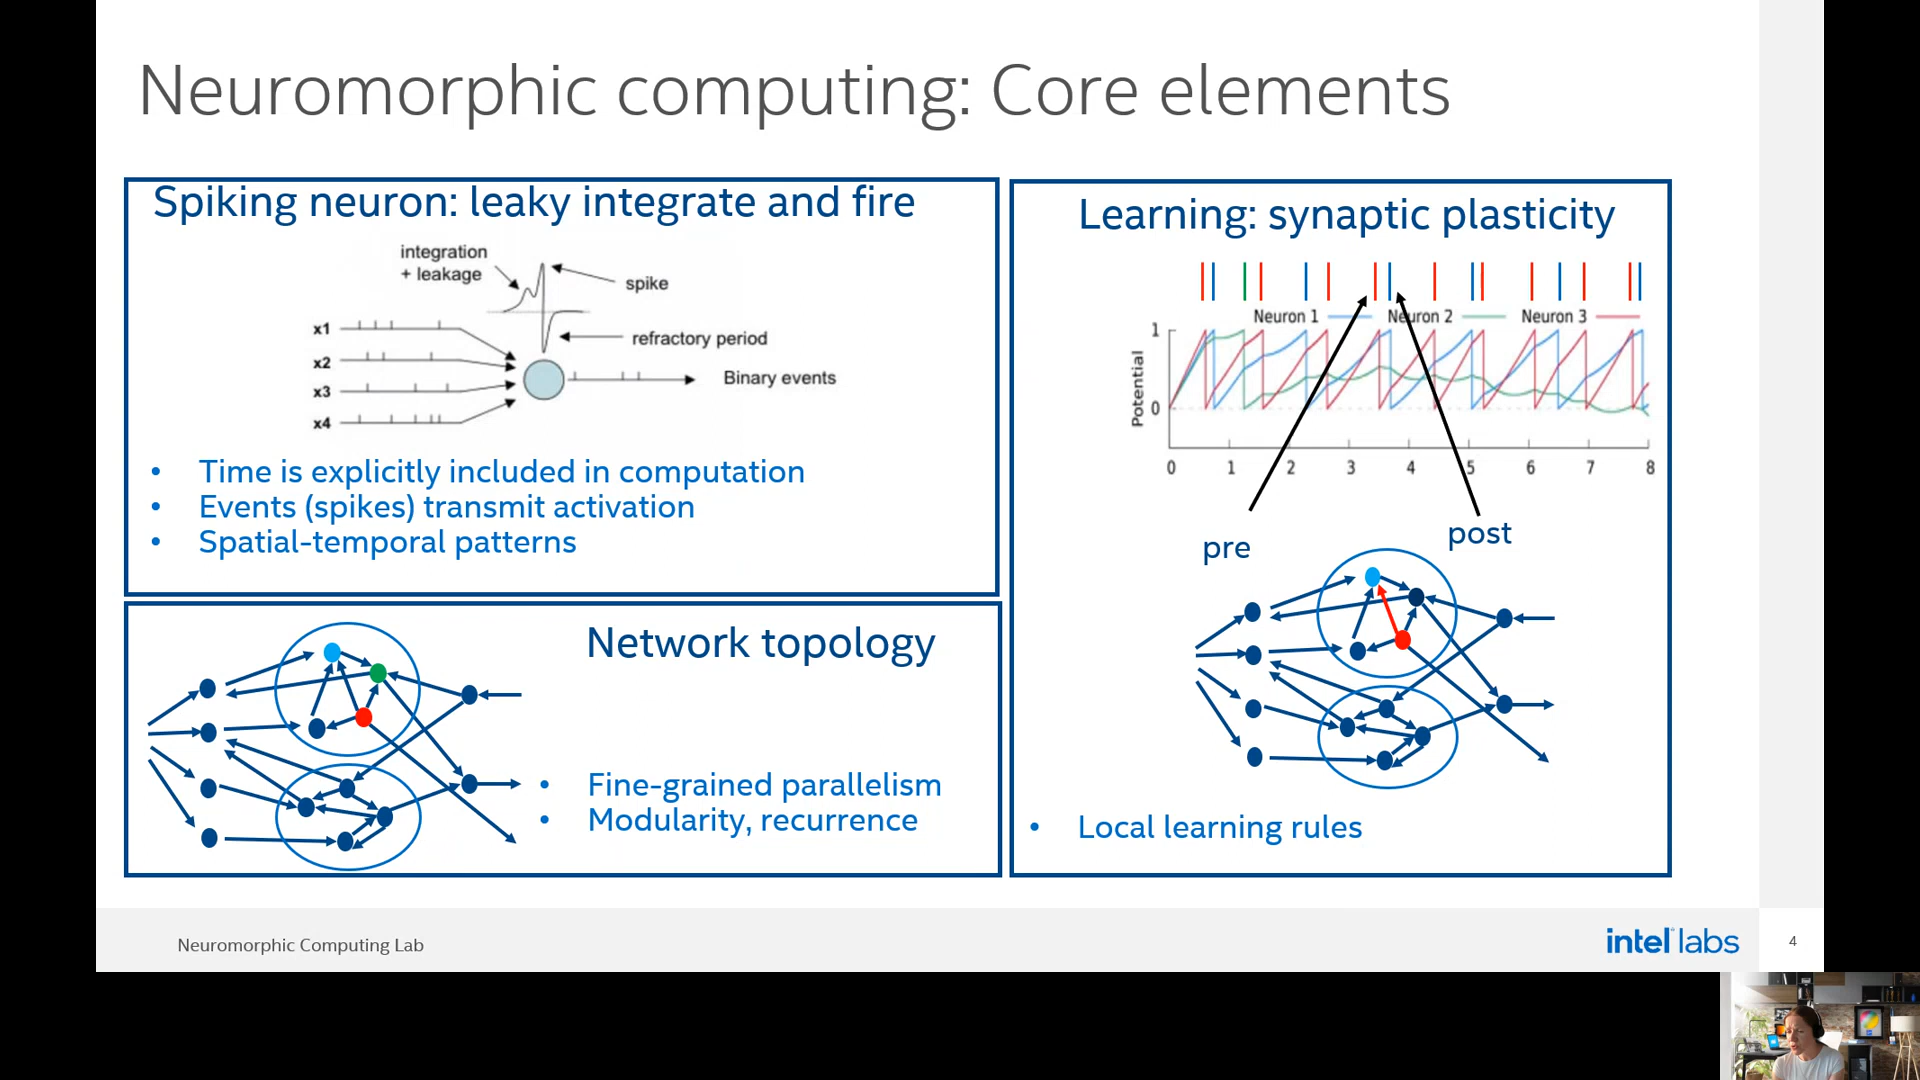 Neuromorphic computing: Core elements
Spiking neuron: leaky integrate and fire
integration
+ leakage
spike
refractory period
x1
x2
x3
x4
Binary events
• Time is explicitly included in computation
• Events (spikes) transmit activation
• Spatial-temporal patterns
Network topology
• Fine-grained parallelism
• Modularity, recurrence
Learning: synaptic plasticity
Neuron 1 Neuron 2 Neuron 3
1
Potential
0
0 1 2 3 4 5 6 7 8
pre
post
• Local learning rules
Neuromorphic Computing Lab
intel labs
4